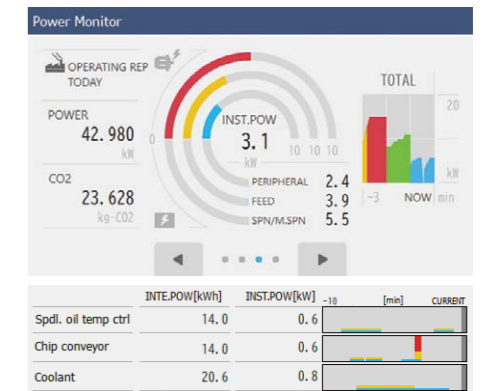 Power Monitor
OPERATING REP
TODAY
POWER
42.980
kW
CO2
23.628
kg-CO2
0
INST.POW
3.1
kW
10 10 10
PERIPHERAL 2.4
FEED 3.9
SPN/M.SPN 5.5
TOTAL
20
kW
-3 NOW min
INTE.POW[kWh] INST.POW[kW] -10 [min] CURRENT
Spdl. oil temp ctrl 14.0 0.6
Chip conveyor 14.0 0.6
Coolant 20.6 0.8